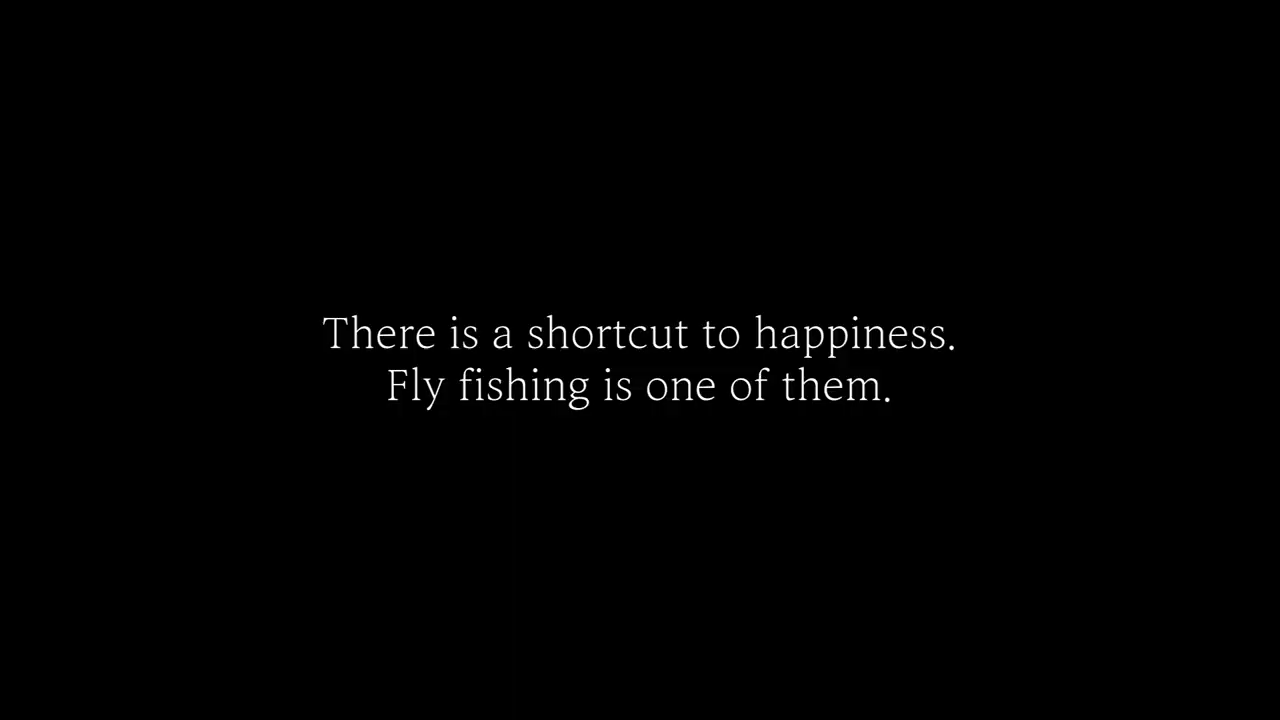 There is a shortcut to happiness.
Fly fishing is one of them.